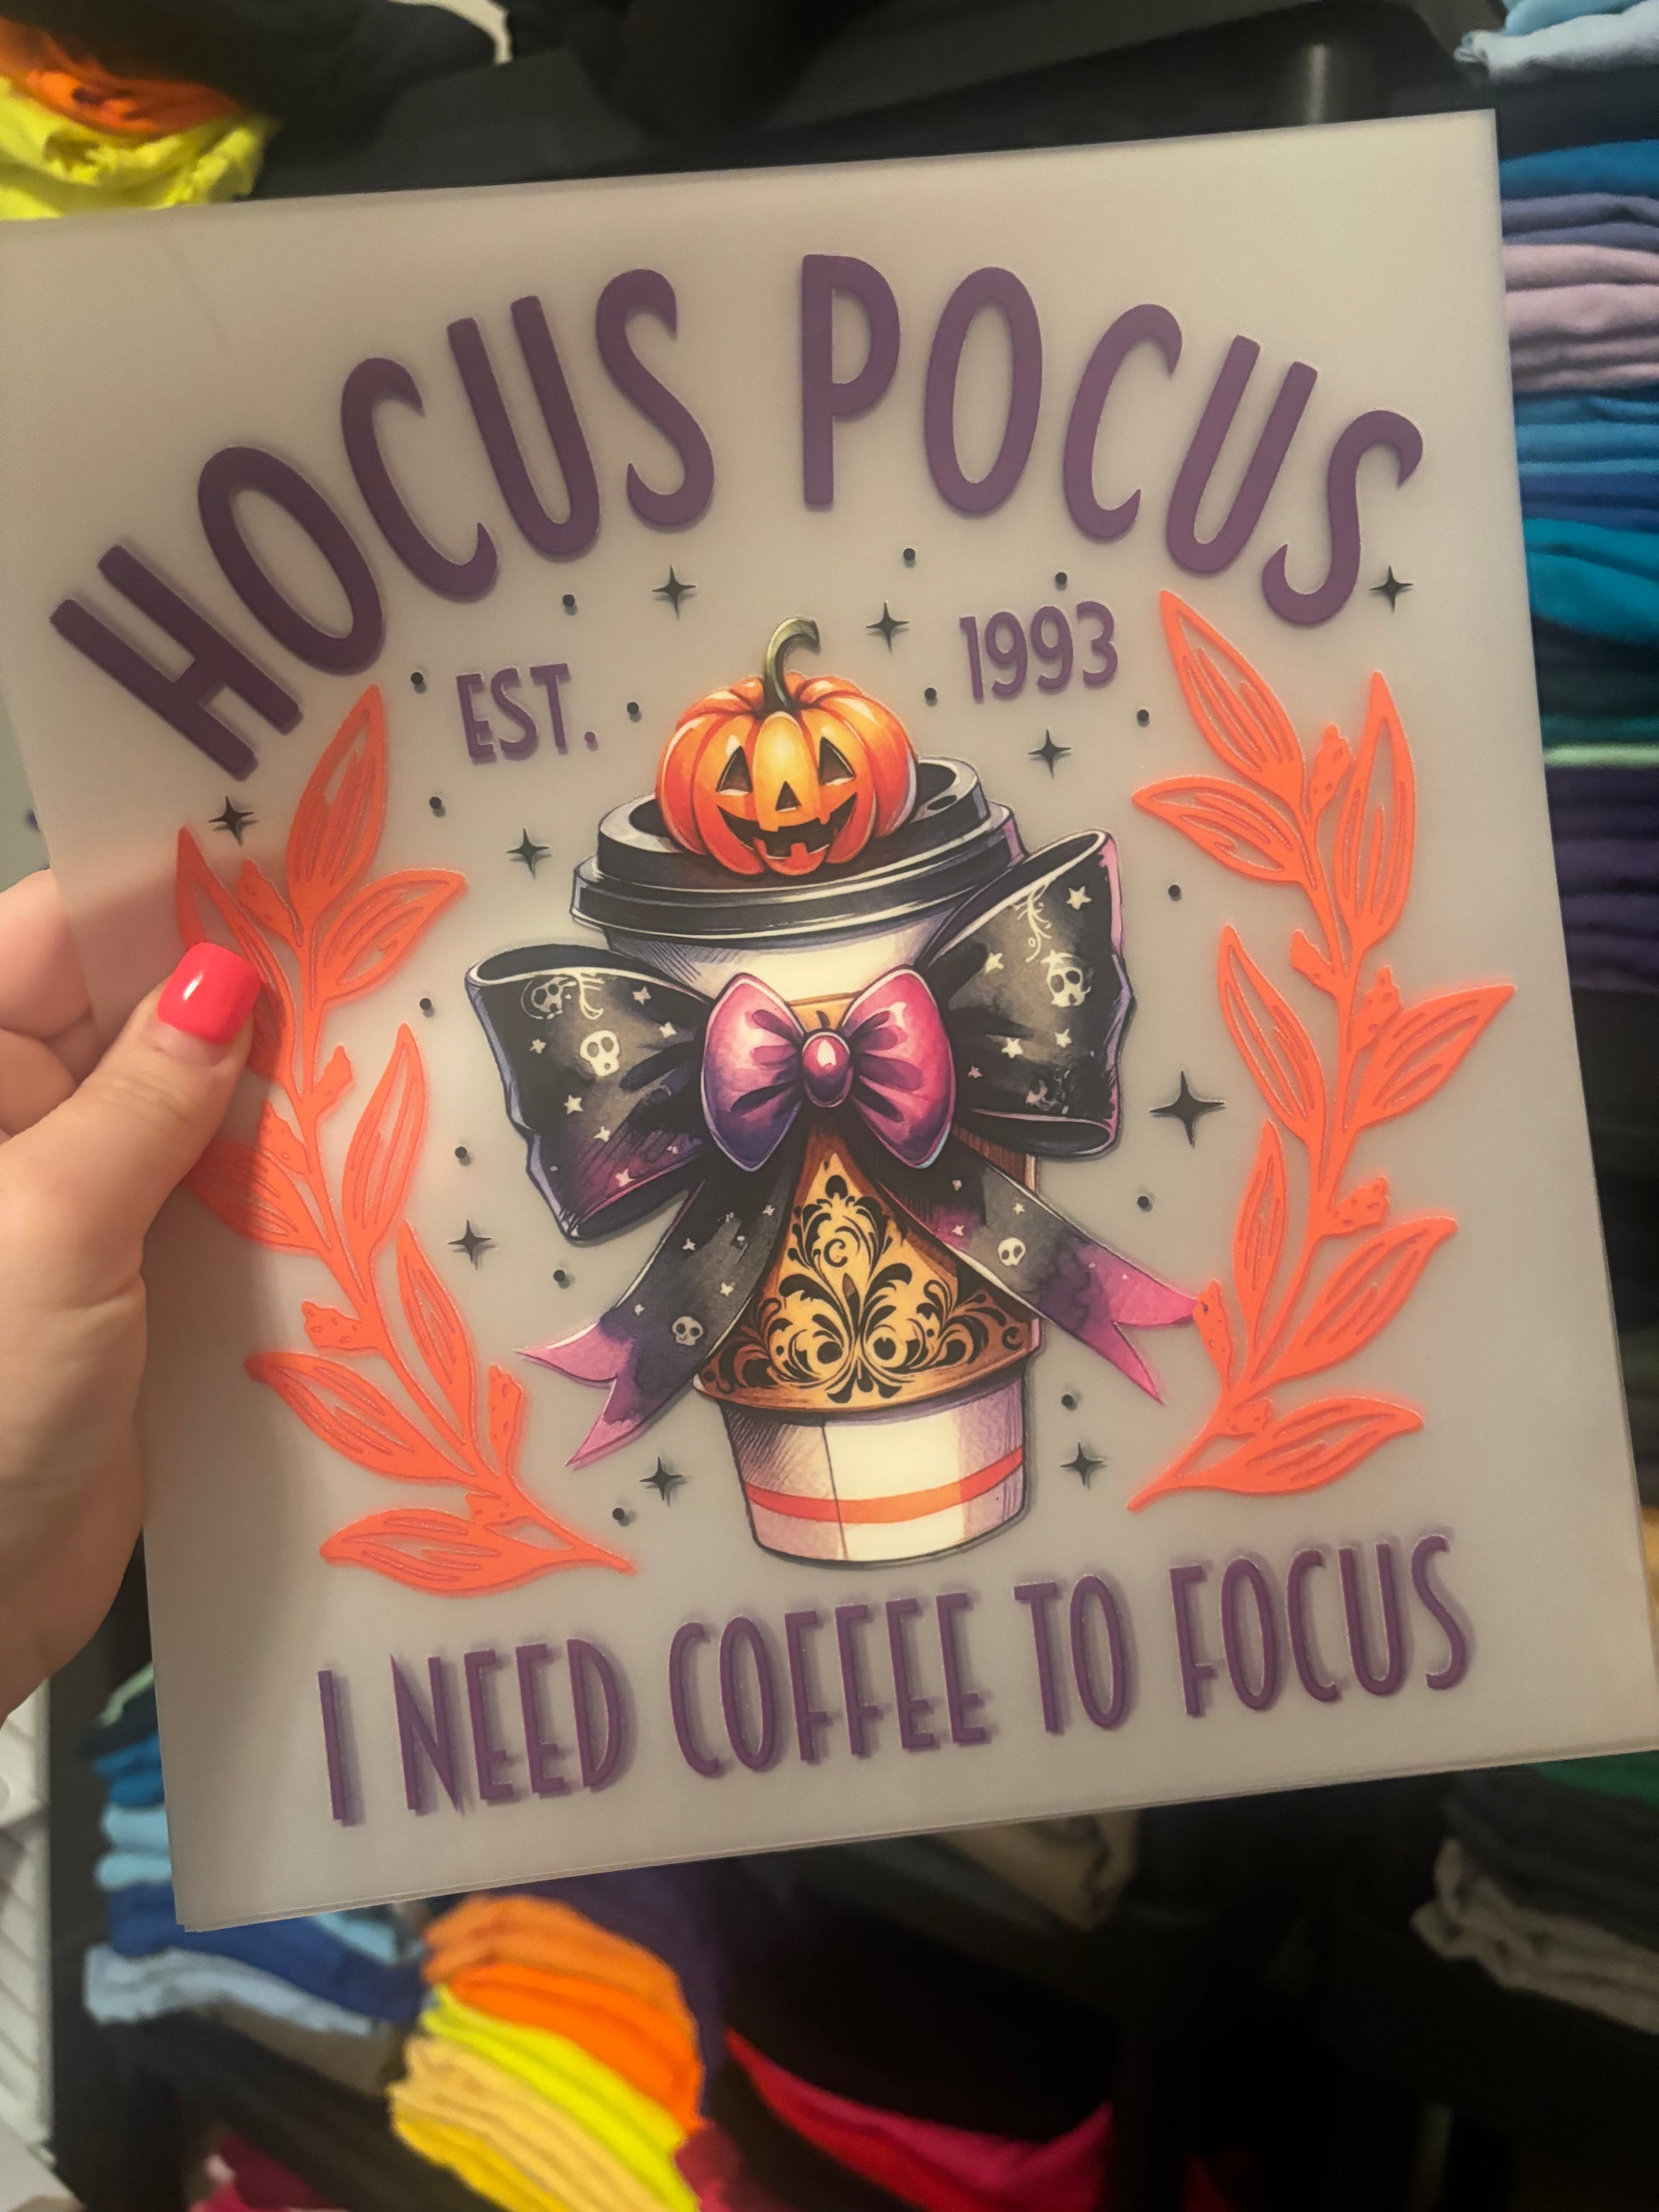 HOCUS POCUS
EST. 1993
I NEED COFFEE TO FOCUS